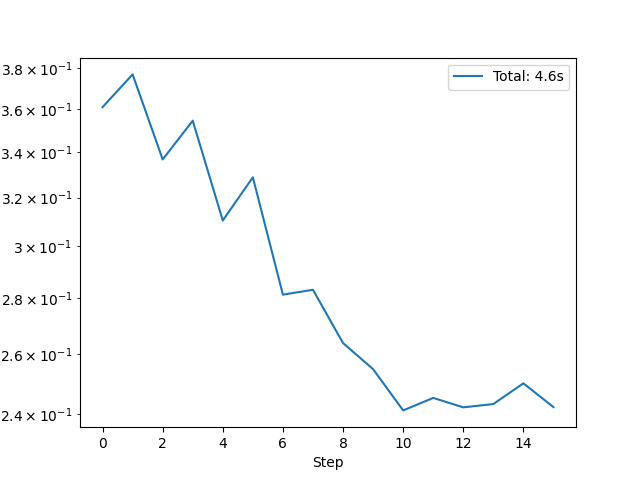 3.8 × 10⁻¹
3.6 × 10⁻¹
3.4 × 10⁻¹
3.2 × 10⁻¹
3 × 10⁻¹
2.8 × 10⁻¹
2.6 × 10⁻¹
2.4 × 10⁻¹
Total: 4.6s
0 2 4 6 8 10 12 14
Step